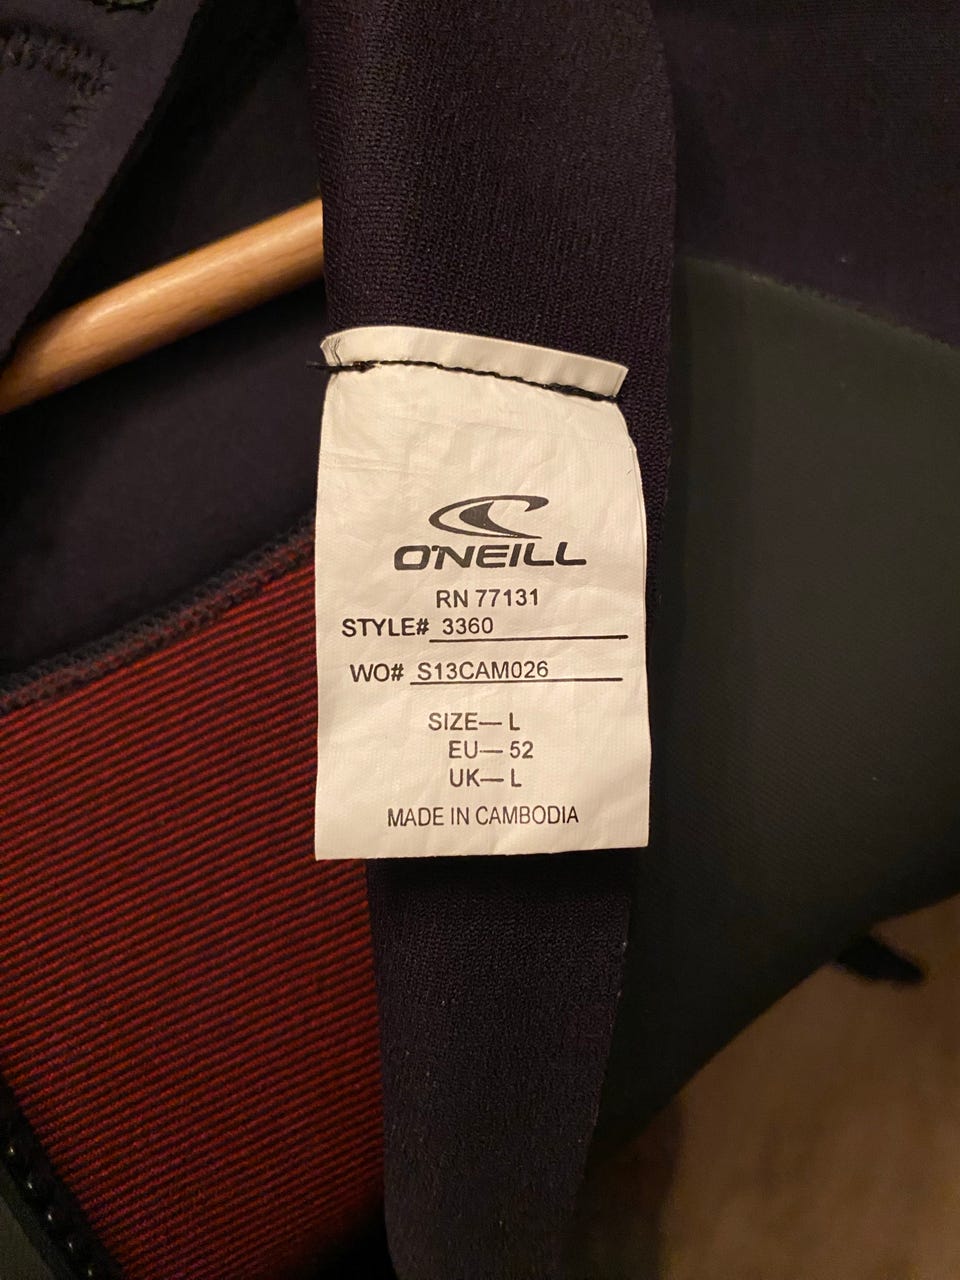 O'NEILL
RN 77131
STYLE# 3360
WO# S13CAM026
SIZE— L
EU— 52
UK— L
MADE IN CAMBODIA